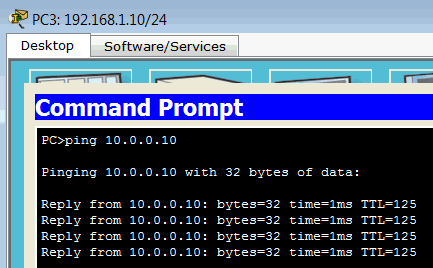 PC3: 192.168.1.10/24
Desktop Software/Services
Command Prompt
PC>ping 10.0.0.10
Pinging 10.0.0.10 with 32 bytes of data:
Reply from 10.0.0.10: bytes=32 time=1ms TTL=125
Reply from 10.0.0.10: bytes=32 time=1ms TTL=125
Reply from 10.0.0.10: bytes=32 time=1ms TTL=125
Reply from 10.0.0.10: bytes=32 time=1ms TTL=125